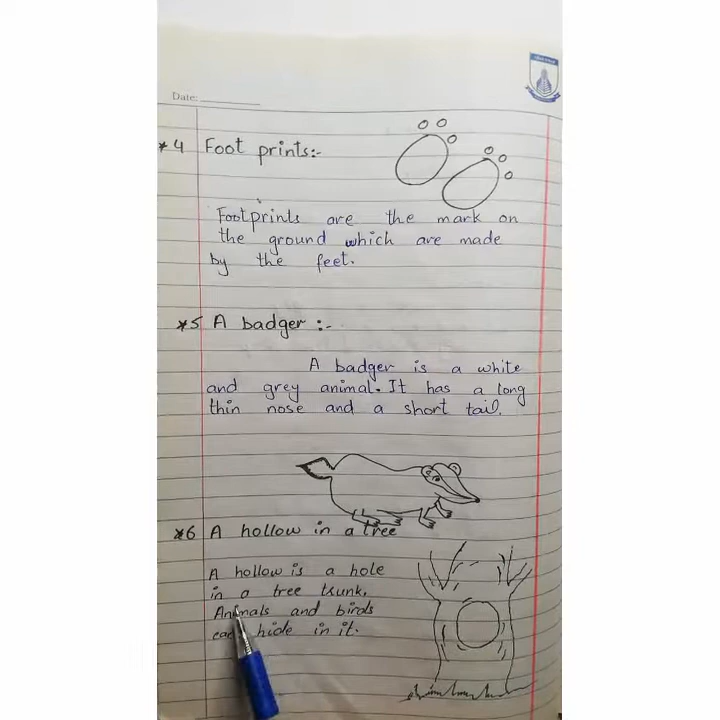 Date:
*4 Foot prints:-
Footprints are the mark on
the ground which are made
by the feet.
*5 A badger :-
A badger is a white
and grey animal. It has a long
thin nose and a short tail.
*6 A hollow in a tree
A hollow is a hole
in a tree trunk.
Animals and birds
can hide in it.